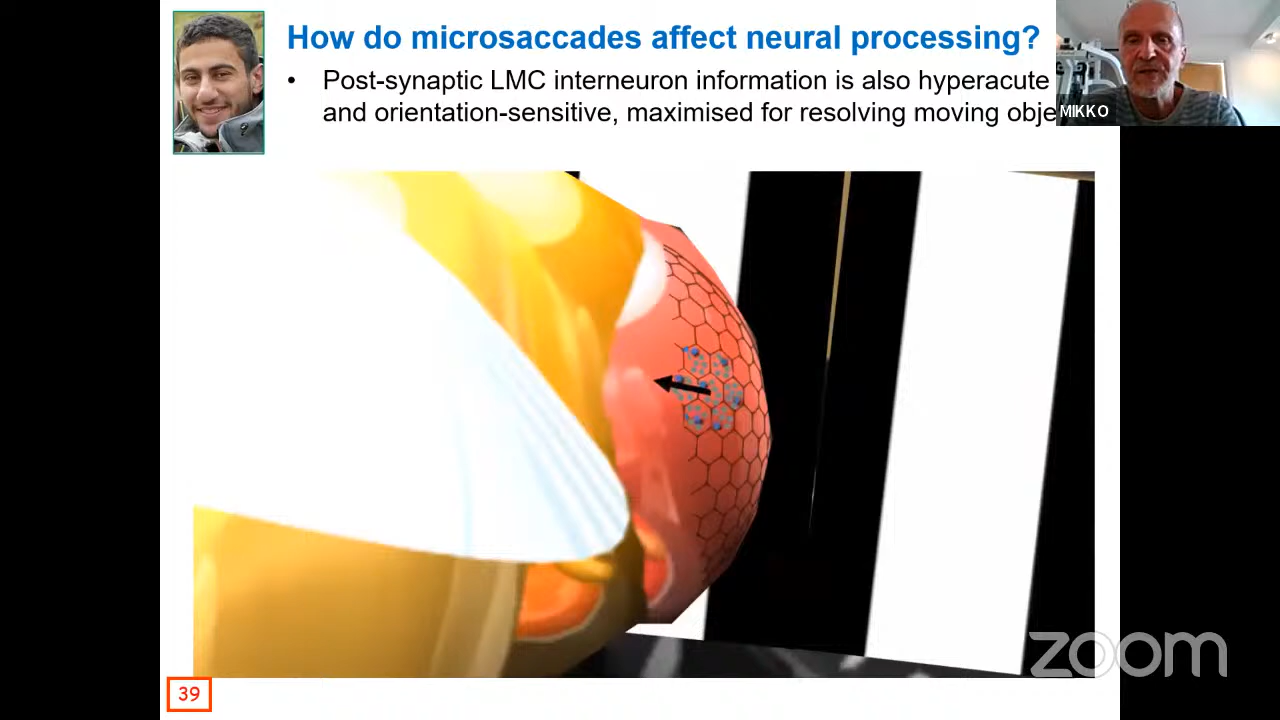 How do microsaccades affect neural processing?
• Post-synaptic LMC interneuron information is also hyperacute
and orientation-sensitive, maximised for resolving moving obje
MIKKO
zoom
39